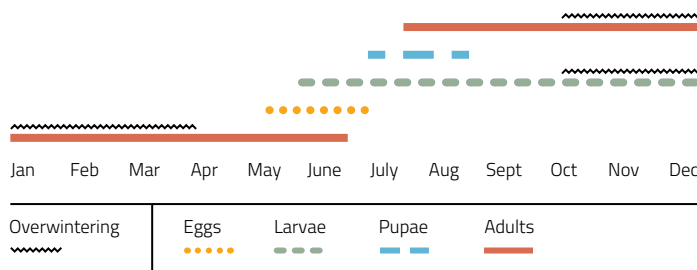 Jan Feb Mar Apr May June July Aug Sept Oct Nov Dec
Overwintering Eggs Larvae Pupae Adults